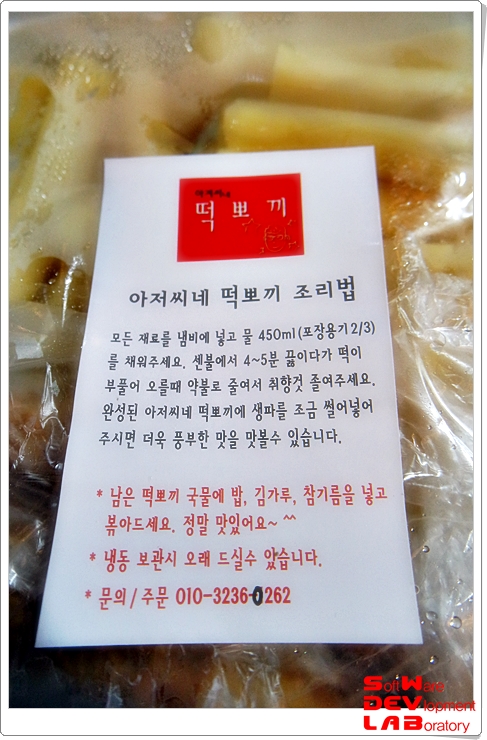 아저씨네
떡뽀끼
아저씨네 떡뽀끼 조리법
모든 재료를 냄비에 넣고 물 450ml(포장용기2/3)
를 채워주세요. 센불에서 4~5분 끓이다가 떡이
부풀어 오를때 약불로 줄여서 취향껏 졸여주세요.
완성된 아저씨네 떡뽀끼에 생파를 조금 썰어넣어
주시면 더욱 풍부한 맛을 맛볼수 있습니다.
* 남은 떡뽀끼 국물에 밥, 김가루, 참기름을 넣고
볶아드세요. 정말 맛있어요~ ^^
* 냉동 보관시 오래 드실수 있습니다.
* 문의 / 주문 010-3236-0262
SoftWare
DEVlopment
LABoratory